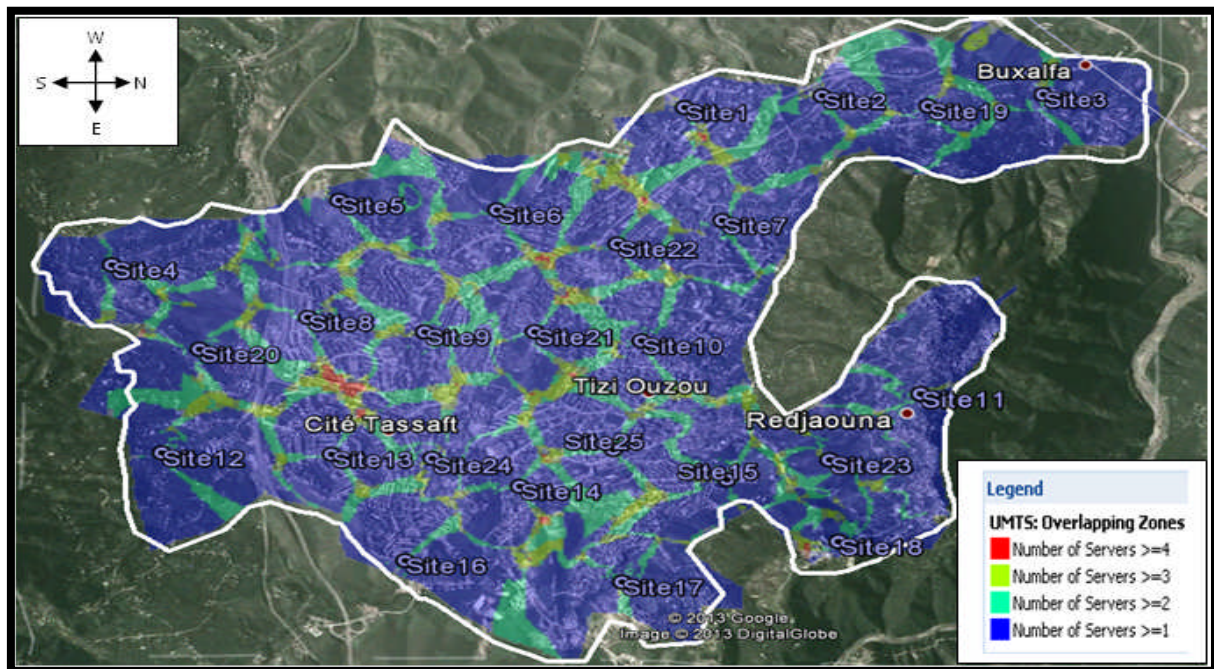 W
S N
E
Buxalfa
Site1
Site2
Site19
Site3
Site5
Site6
Site7
Site22
Site4
Site8
Site9
Site21
Site10
Site20
Tizi Ouzou
Site11
Cité Tassaft
Redjaouna
Site12
Site13
Site24
Site25
Site15
Site23
Site14
Site18
Site16
Site17
© 2013 Google
Image © 2013 DigitalGlobe
Legend
UMTS: Overlapping Zones
Number of Servers >=4
Number of Servers >=3
Number of Servers >=2
Number of Servers >=1